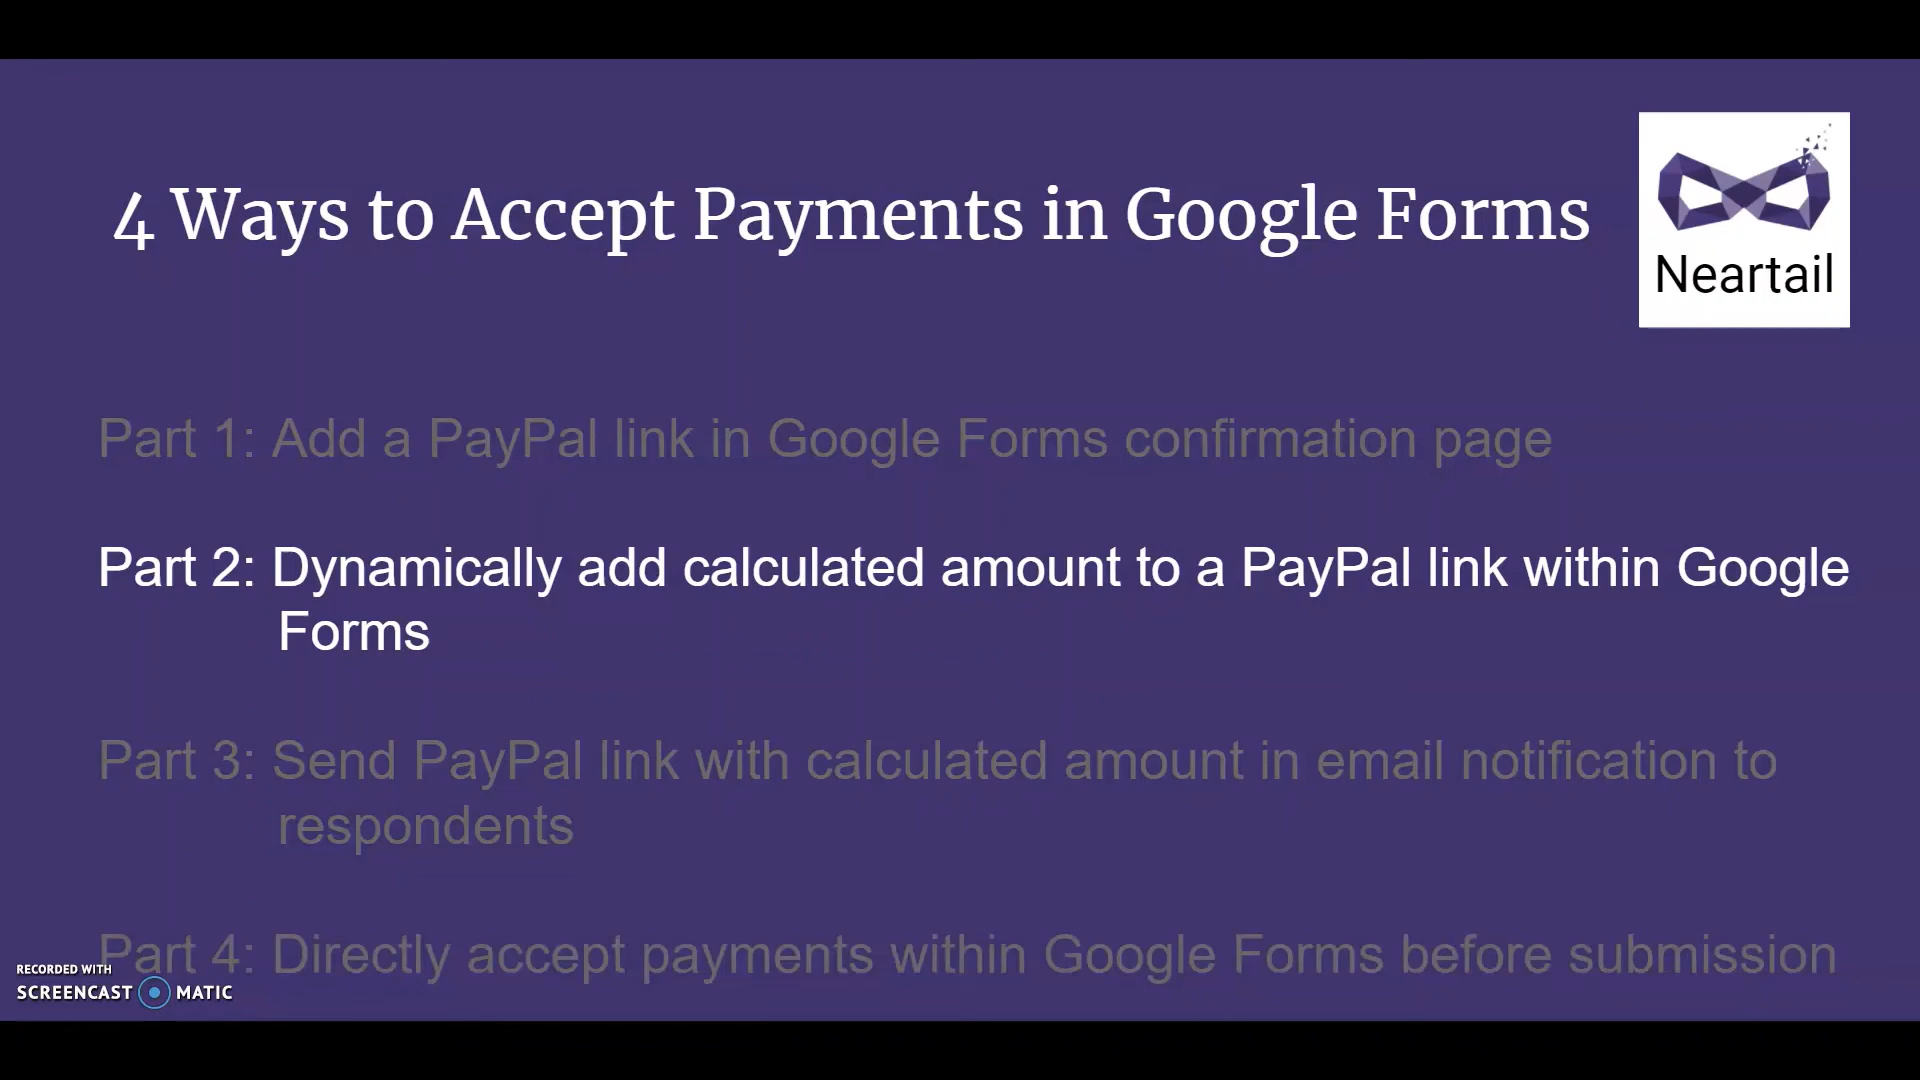 4 Ways to Accept Payments in Google Forms
Neartail
Part 1: Add a PayPal link in Google Forms confirmation page
Part 2: Dynamically add calculated amount to a PayPal link within Google
Forms
Part 3: Send PayPal link with calculated amount in email notification to
respondents
Part 4: Directly accept payments within Google Forms before submission
RECORDED WITH
SCREENCAST MATIC